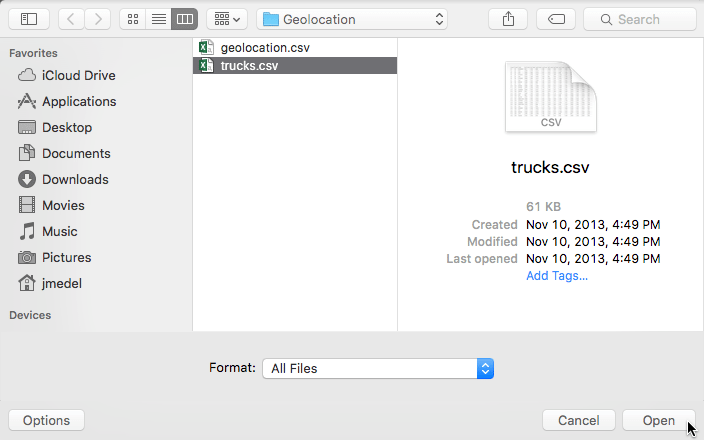 Geolocation
Search
Favorites
iCloud Drive
Applications
Desktop
Documents
Downloads
Movies
Music
Pictures
jmedel
Devices
geolocation.csv
trucks.csv
CSV
trucks.csv
61 KB
Created Nov 10, 2013, 4:49 PM
Modified Nov 10, 2013, 4:49 PM
Last opened Nov 10, 2013, 4:49 PM
Add Tags...
Format: All Files
Options
Cancel
Open